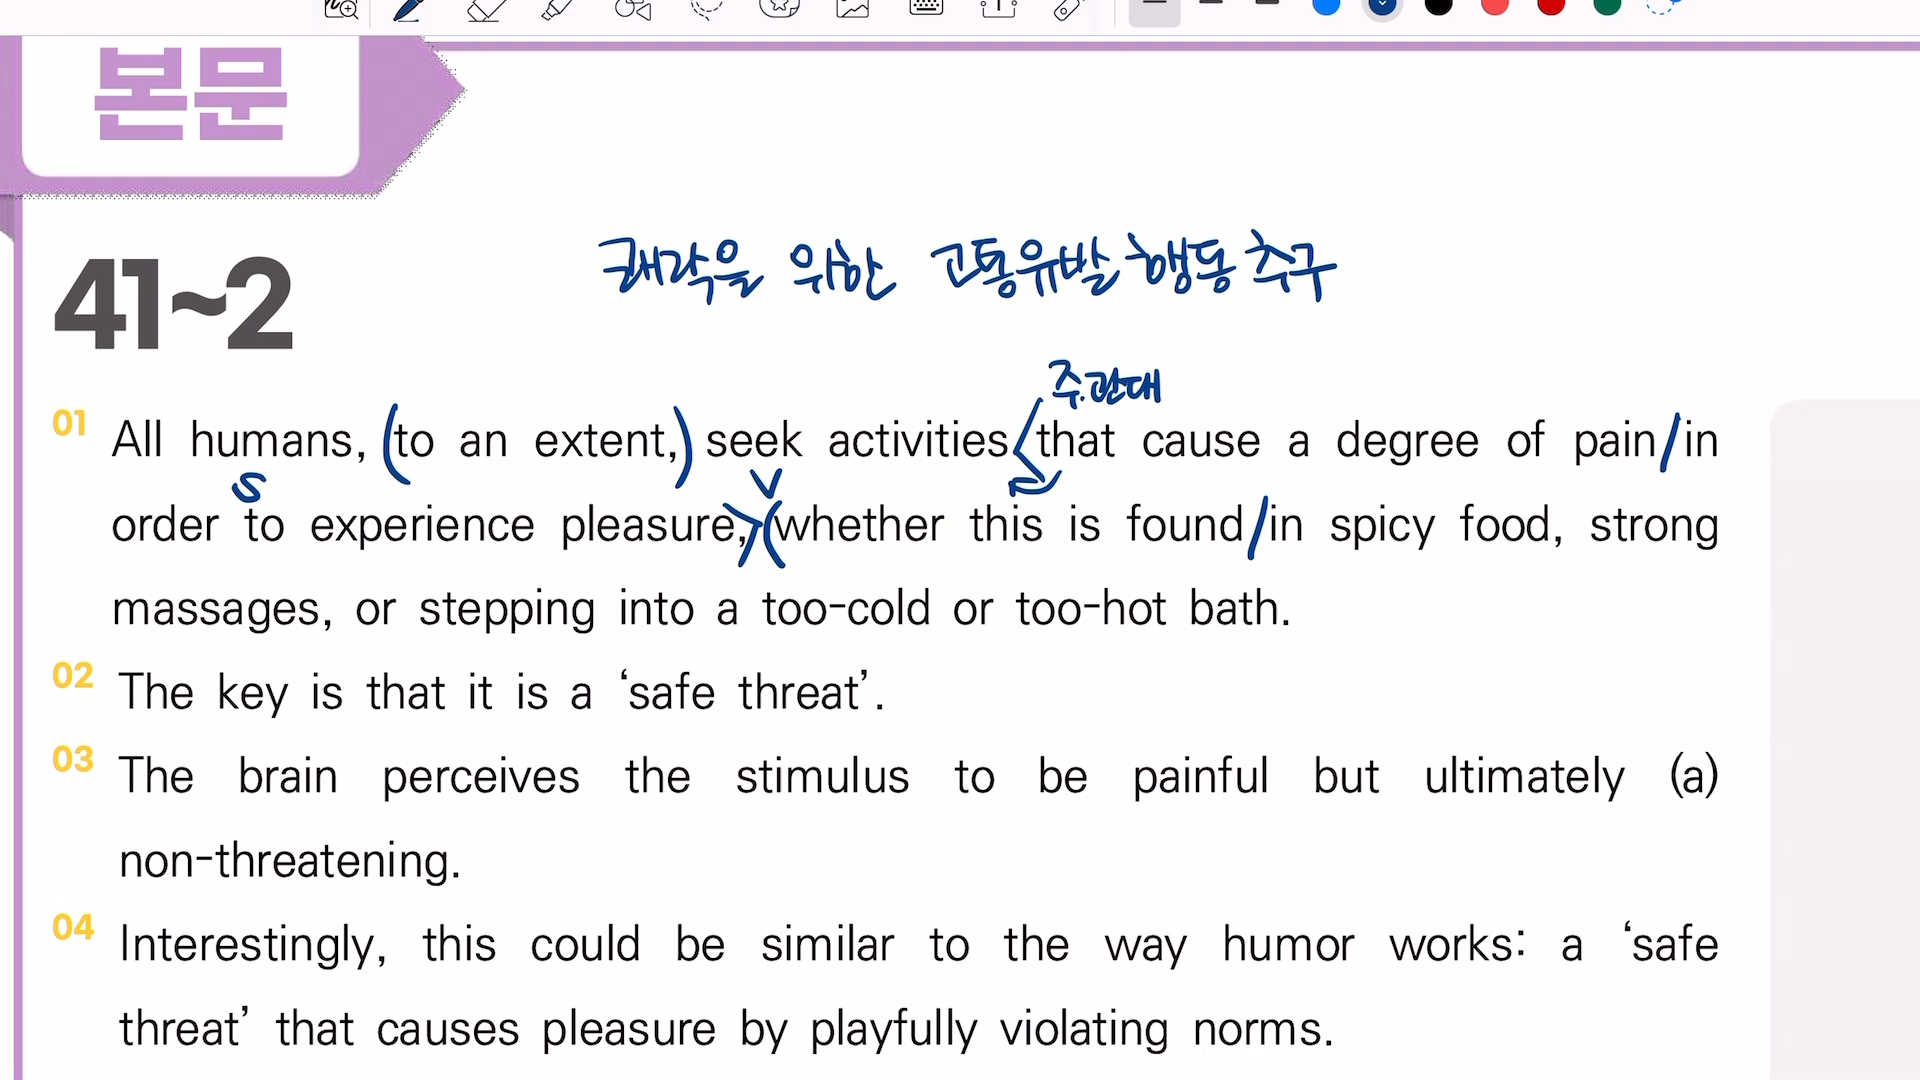 본문
41~2
쾌락을 위한 고통유발 행동 추구
주.관대
01 All humans, (to an extent,) seek activities <that cause a degree of pain / in
S V
order to experience pleasure,> (whether this is found / in spicy food, strong
massages, or stepping into a too-cold or too-hot bath.
02 The key is that it is a ‘safe threat’.
03 The brain perceives the stimulus to be painful but ultimately (a)
non-threatening.
04 Interestingly, this could be similar to the way humor works: a ‘safe
threat’ that causes pleasure by playfully violating norms.